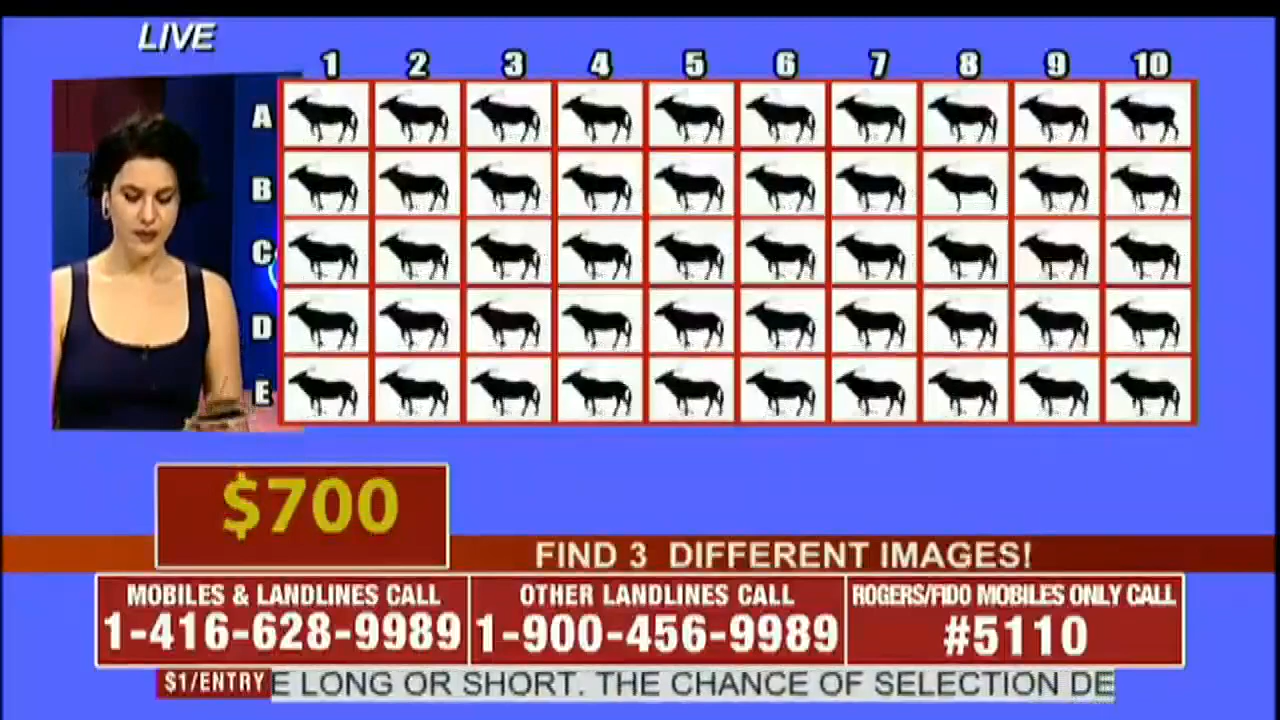 LIVE
1 2 3 4 5 6 7 8 9 10
A
B
C
D
E
$700
FIND 3 DIFFERENT IMAGES!
MOBILES & LANDLINES CALL
1-416-628-9989
OTHER LANDLINES CALL
1-900-456-9989
ROGERS/FIDO MOBILES ONLY CALL
#5110
$1/ENTRY
E LONG OR SHORT. THE CHANCE OF SELECTION DE